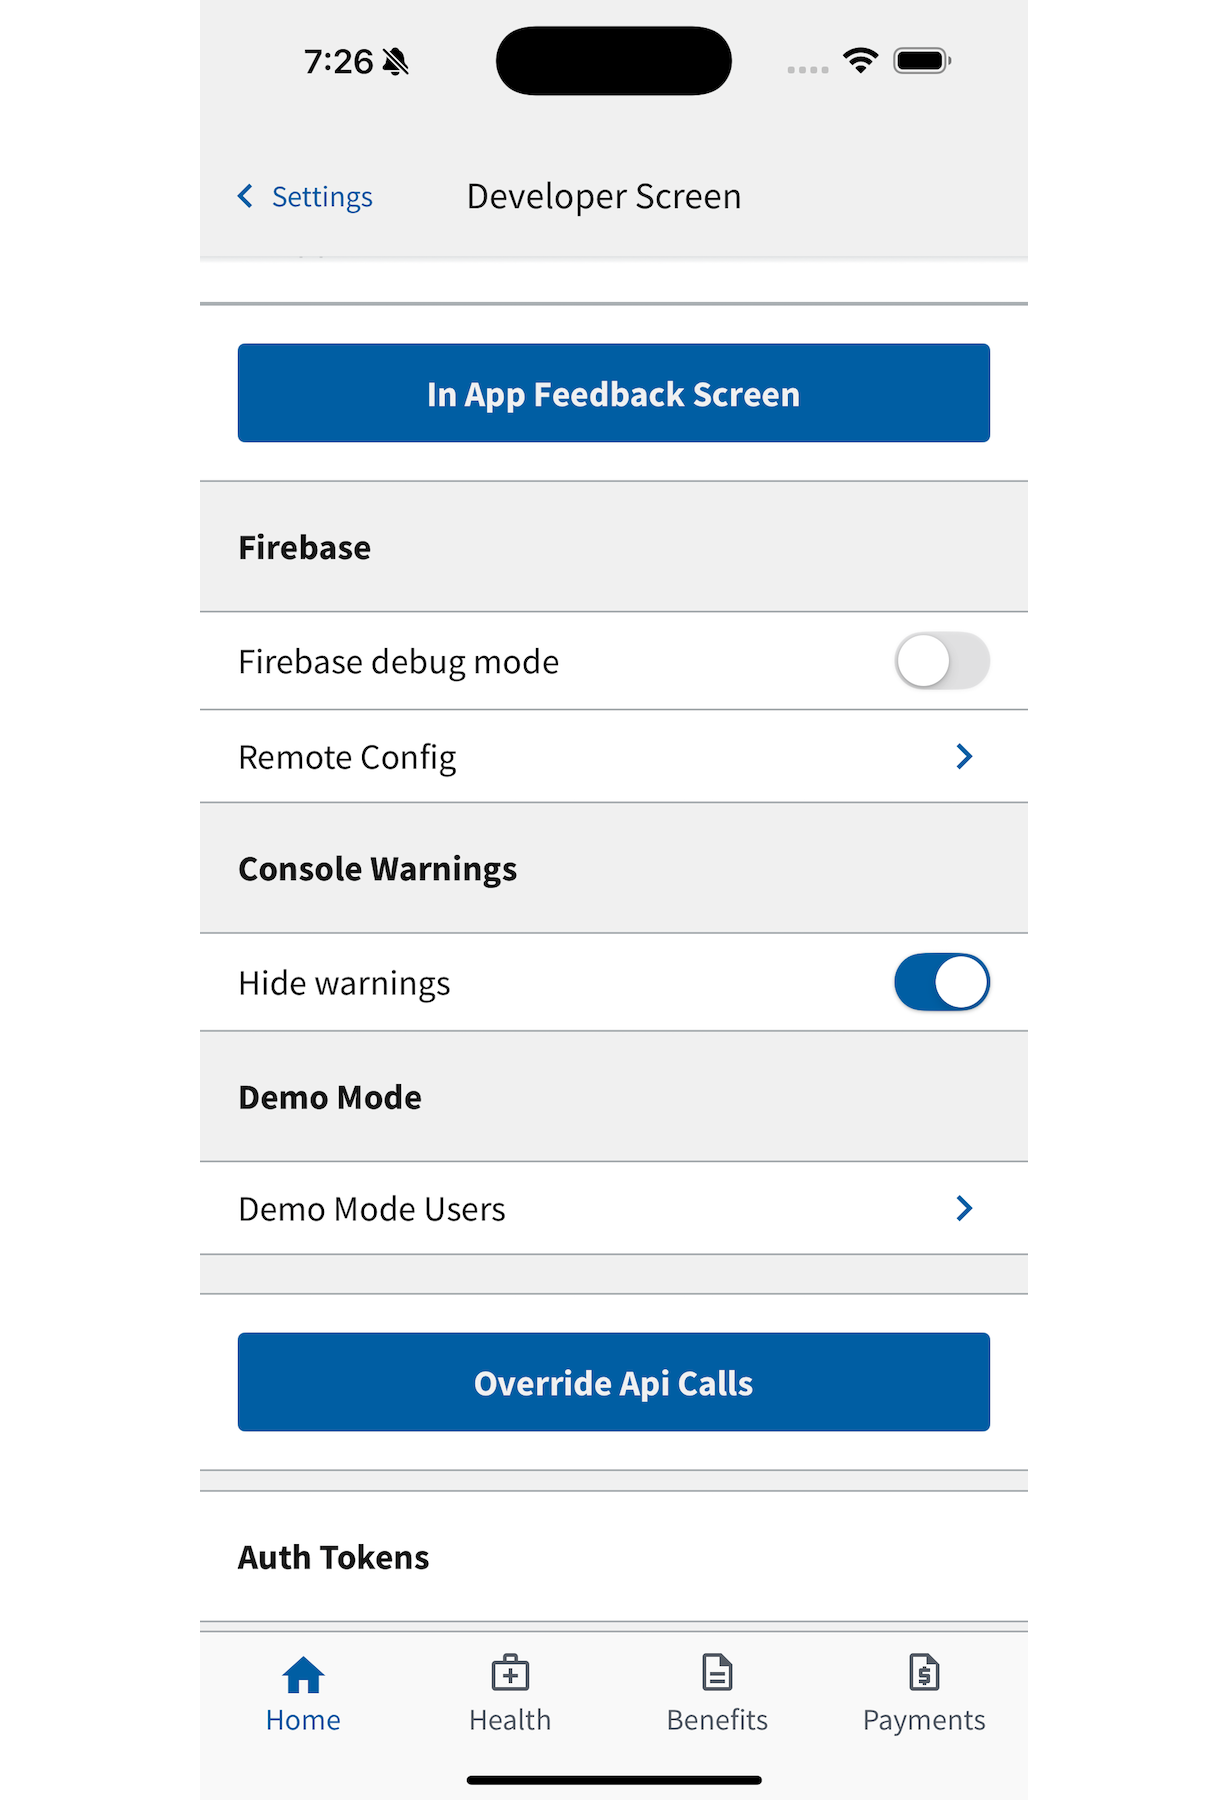 7:26
Settings
Developer Screen
In App Feedback Screen
Firebase
Firebase debug mode
Remote Config
Console Warnings
Hide warnings
Demo Mode
Demo Mode Users
Override Api Calls
Auth Tokens
Home
Health
Benefits
Payments